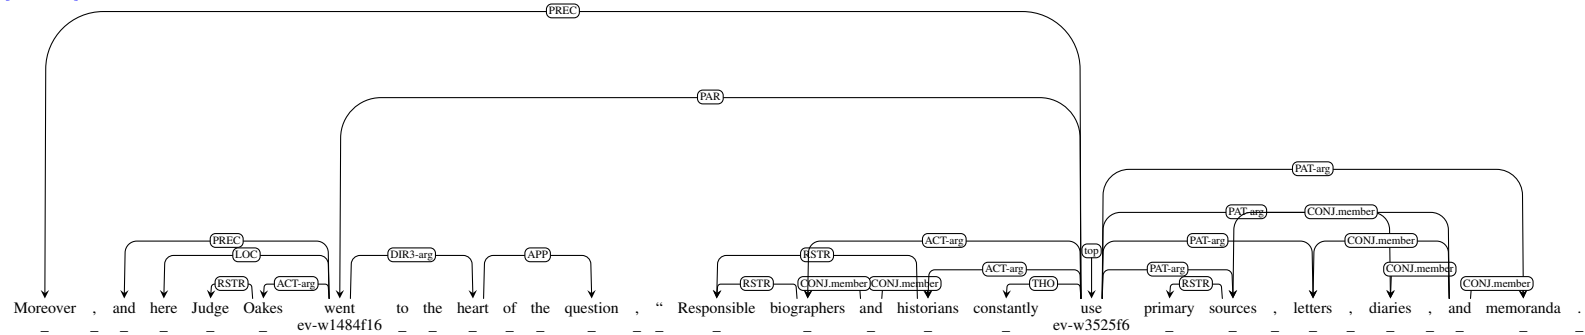 PREC
PAR
PAT-arg
PAT-arg CONJ.member
PREC ACT-arg top PAT-arg CONJ.member
LOC DIR3-arg APP RSTR
ACT-arg PAT-arg CONJ.member
RSTR ACT-arg RSTR CONJ.member CONJ.member THO RSTR CONJ.member
Moreover , and here Judge Oakes went to the heart of the question , “ Responsible biographers and historians constantly use primary sources , letters , diaries , and memoranda .
ev-w1484f16 ev-w3525f6
_ _ _ _ _ _ _ _ _ _ _ _ _ _ _ _ _ _ _ _ _ _ _ _ _ _ _ _ _ _ _